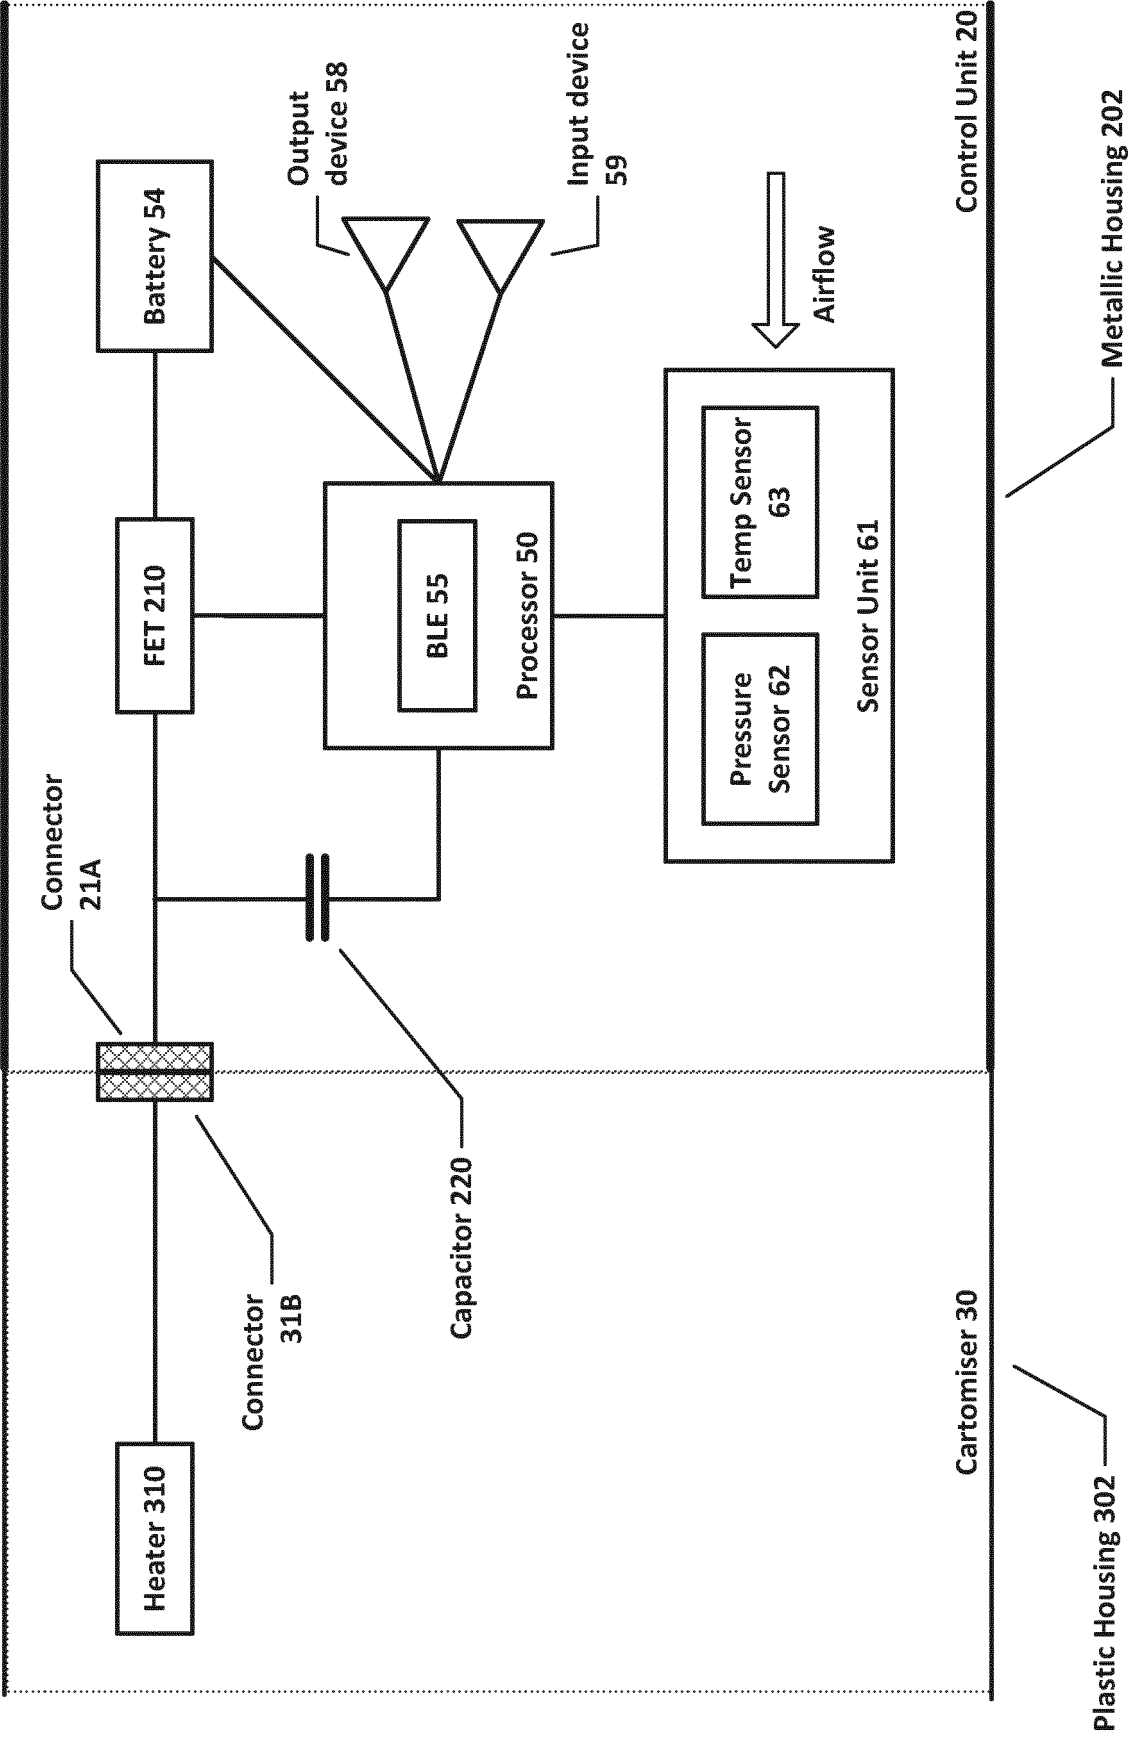 Connector
21A
Connector
31B
Heater 310
FET 210
Battery 54
Output
device 58
Input device
59
Capacitor 220
BLE 55
Processor 50
Pressure
Sensor 62
Temp Sensor
63
Sensor Unit 61
Airflow
Cartomiser 30
Control Unit 20
Plastic Housing 302
Metallic Housing 202